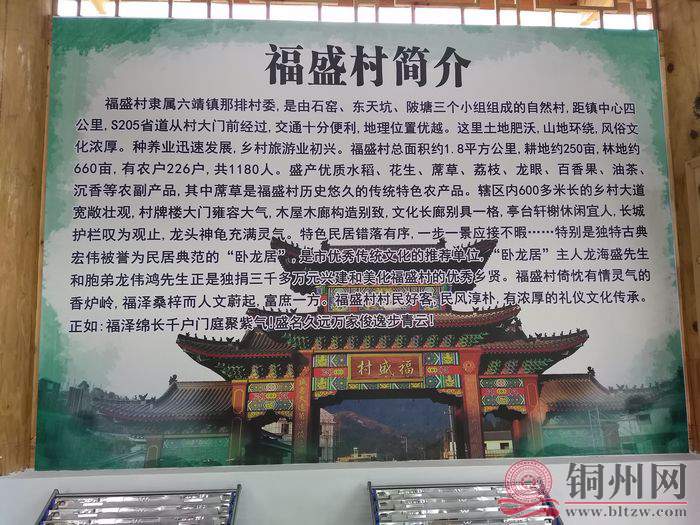 福盛村简介
福盛村隶属六靖镇那排村委，是由石窑、东天坑、陂塘三个小组组成的自然村，距镇中心四
公里，S205省道从村大门前经过，交通十分便利，地理位置优越。这里土地肥沃，山地环绕，风俗文
化浓厚。种养业迅速发展，乡村旅游业初兴。福盛村总面积约1.8平方公里，耕地约250亩，林地约
660亩，有农户226户，共1180人。盛产优质水稻、花生、蓆草、荔枝、龙眼、百香果、油茶、
沉香等农副产品，其中蓆草是福盛村历史悠久的传统特色农产品。辖区内600多米长的乡村大道
宽敞壮观，村牌楼大门雍容大气，木屋木廊构造别致，文化长廊别具一格，亭台轩榭休闲宜人，长城
护栏叹为观止，龙头神龟充满灵气。特色民居错落有序，一步一景应接不暇……特别是独特古典
宏伟被誉为民居典范的“卧龙居”，是市优秀传统文化的推荐单位，“卧龙居”主人龙海盛先生
和胞弟龙伟鸿先生正是独捐三千多万元兴建和美化福盛村的优秀乡贤。福盛村倚忱有情灵气的
香炉岭，福泽桑梓而人文蔚起，富庶一方。福盛村村民好客，民风淳朴，有浓厚的礼仪文化传承。
正如：福泽绵长千户门庭聚紫气！盛名久远万家俊逸步青云！
村盛福
铜州网
www.bltzw.com